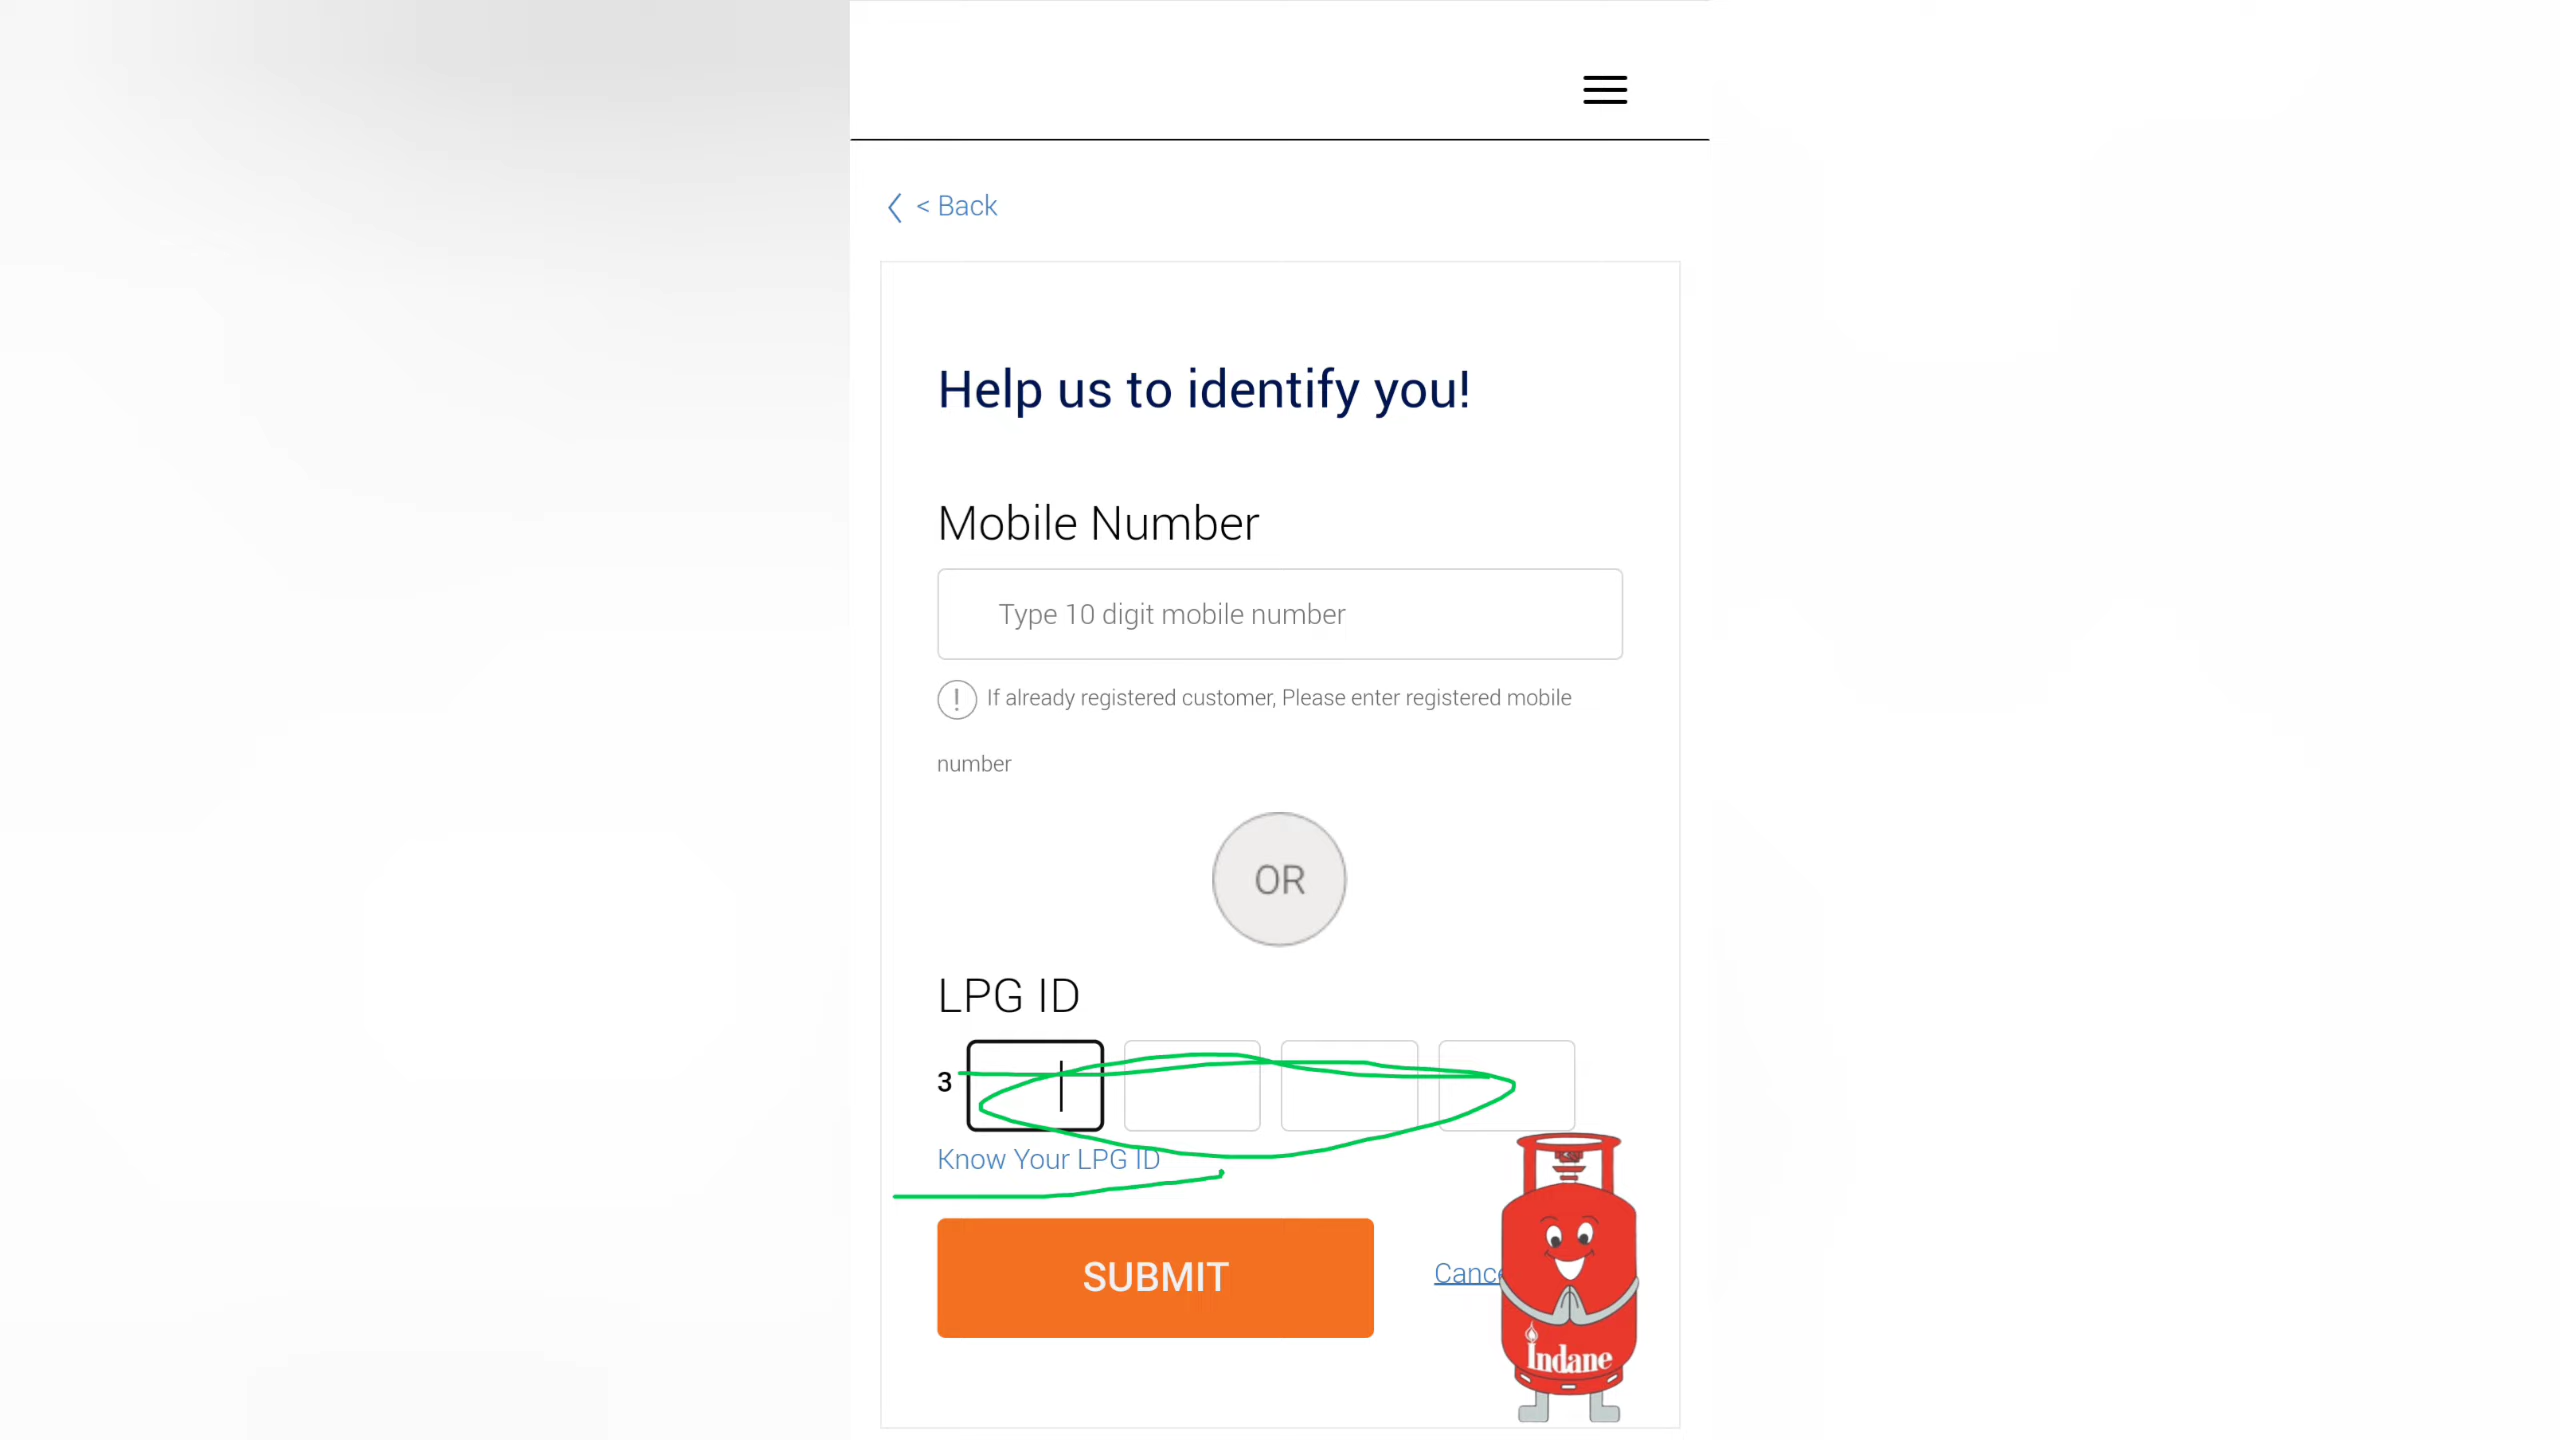 < Back
Help us to identify you!
Mobile Number
Type 10 digit mobile number
! If already registered customer, Please enter registered mobile
number
OR
LPG ID
3
Know Your LPG ID
SUBMIT
Cance
Indane